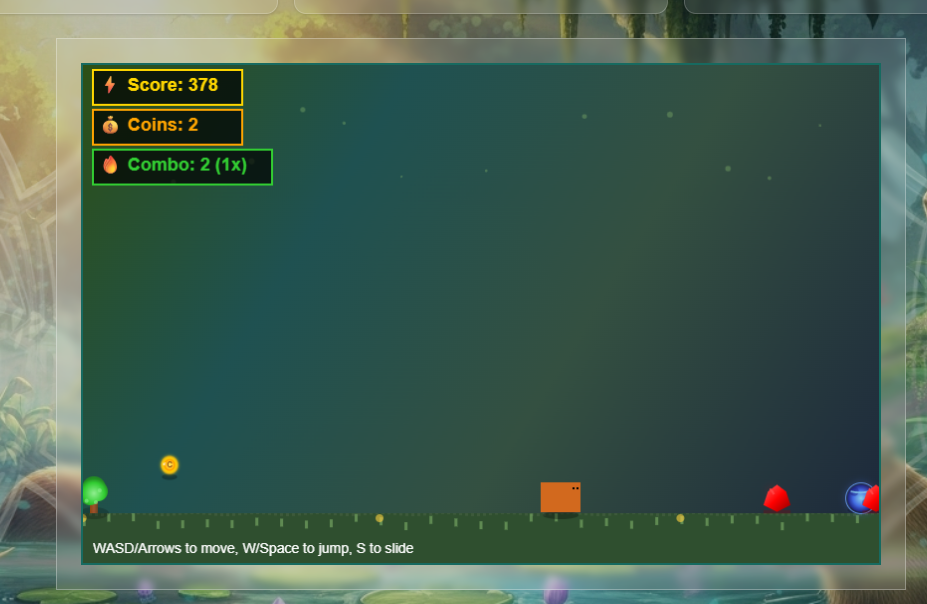 Score: 378
Coins: 2
Combo: 2 (1x)
WASD/Arrows to move, W/Space to jump, S to slide